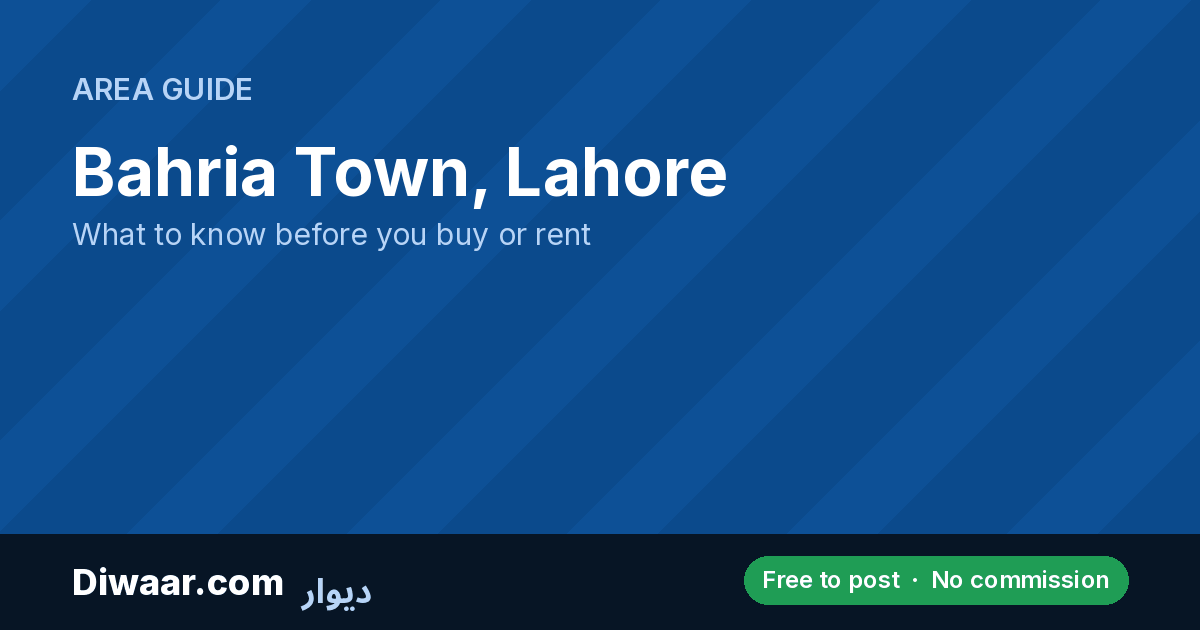 AREA GUIDE
Bahria Town, Lahore
What to know before you buy or rent
Diwaar.com دیوار
Free to post · No commission